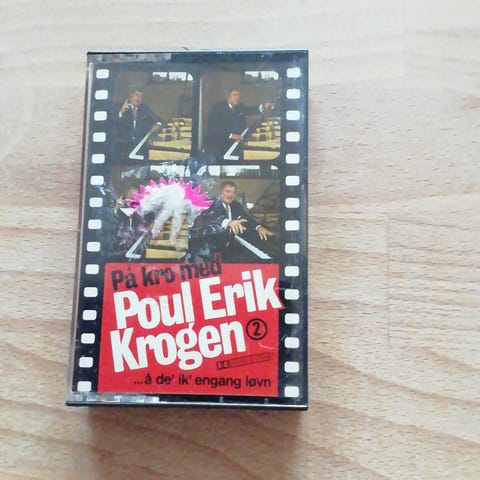 På kro med
Poul Erik
Krogen 2
...å de' ik' engang løvn